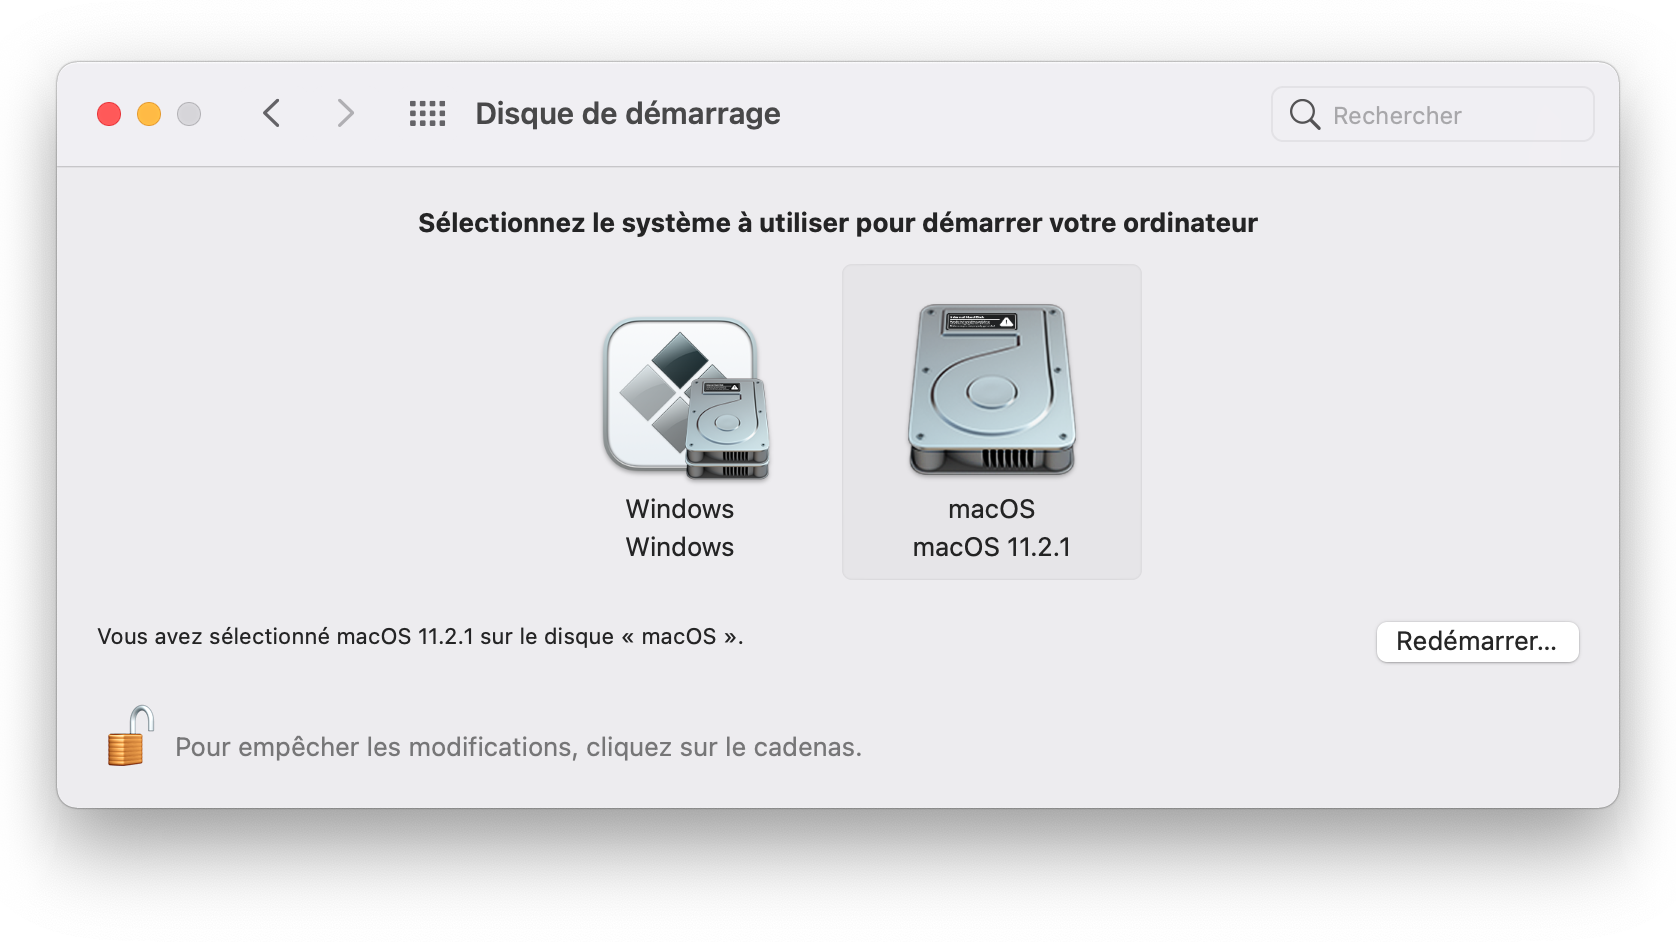 Disque de démarrage
Rechercher
Sélectionnez le système à utiliser pour démarrer votre ordinateur
Windows
Windows
macOS
macOS 11.2.1
Vous avez sélectionné macOS 11.2.1 sur le disque « macOS ».
Redémarrer...
Pour empêcher les modifications, cliquez sur le cadenas.